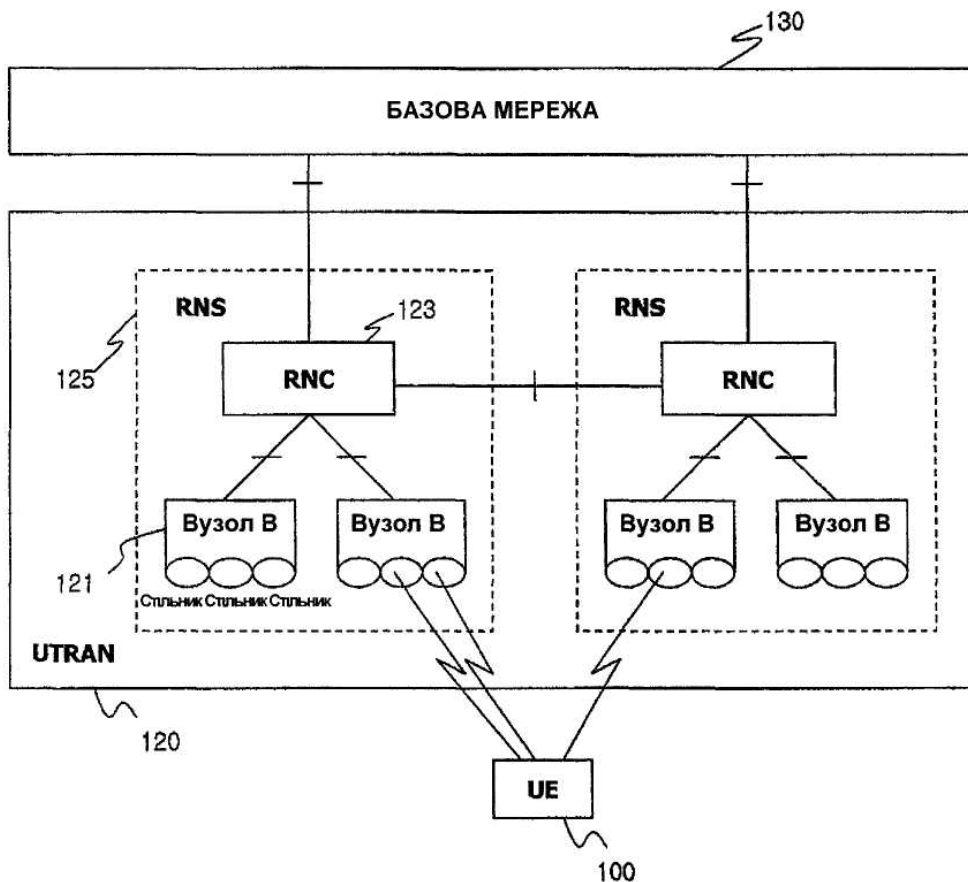 130
БАЗОВА МЕРЕЖА
RNS
123
RNS
125
RNC
RNC
Вузол В
Вузол В
Вузол В
Вузол В
121
Стільник Стільник Стільник
UTRAN
120
UE
100